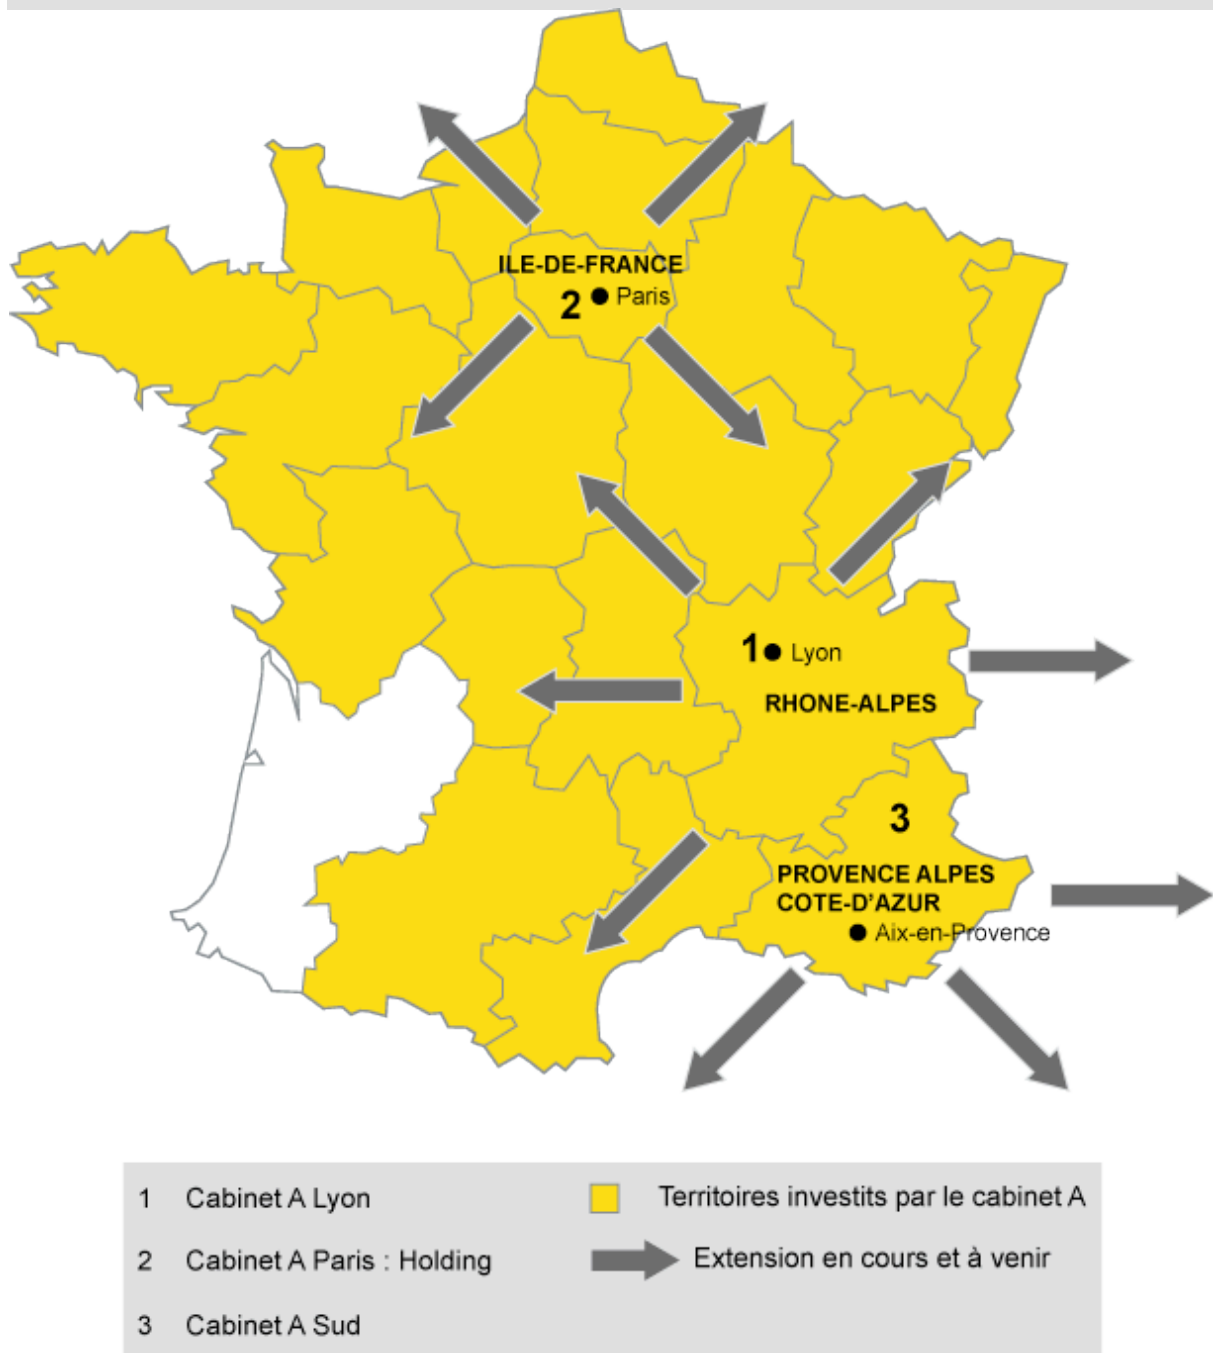 ILE-DE-FRANCE
2 Paris
1 Lyon
RHONE-ALPES
3
PROVENCE ALPES
COTE-D'AZUR
Aix-en-Provence
1 Cabinet A Lyon
Territoires investits par le cabinet A
2 Cabinet A Paris : Holding
Extension en cours et à venir
3 Cabinet A Sud